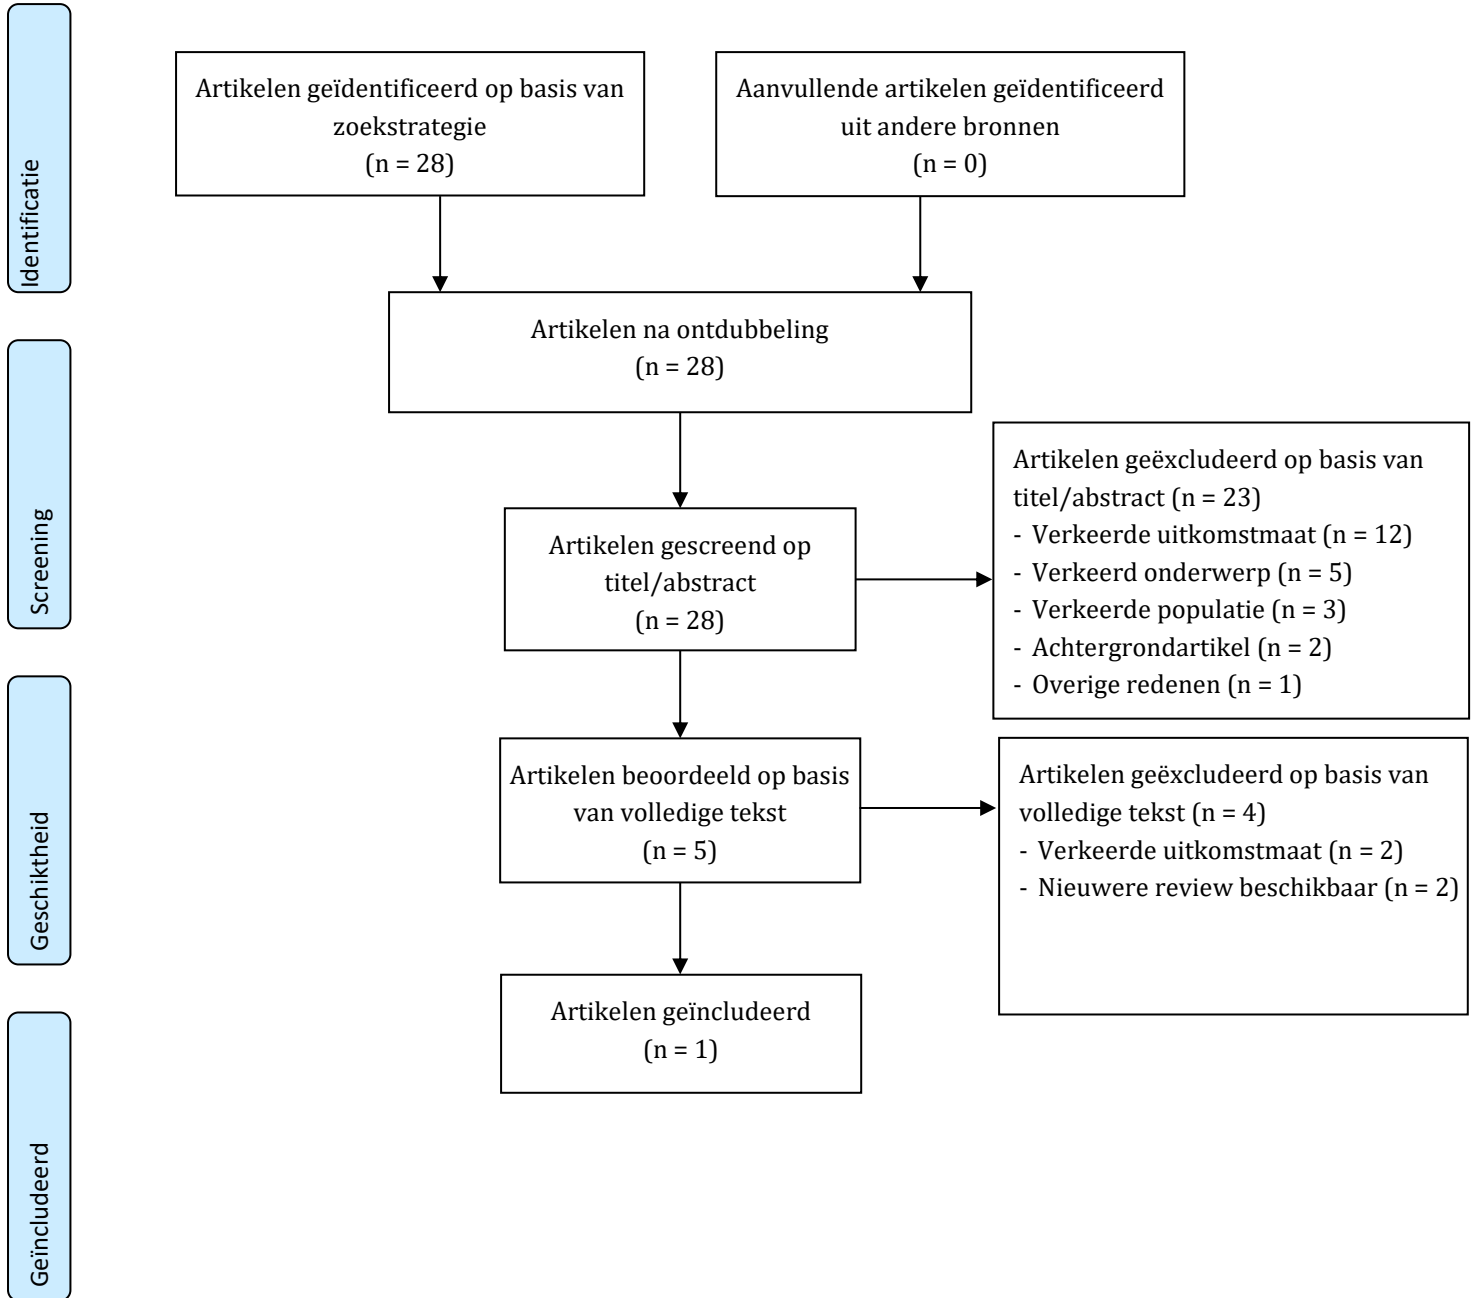 Identificatie
Artikelen geïdentificeerd op basis van
zoekstrategie
(n = 28)
Aanvullende artikelen geïdentificeerd
uit andere bronnen
(n = 0)
Artikelen na ontdubbeling
(n = 28)
Screening
Artikelen gescreend op
titel/abstract
(n = 28)
Artikelen geëxcludeerd op basis van
titel/abstract (n = 23)
- Verkeerde uitkomstmaat (n = 12)
- Verkeerd onderwerp (n = 5)
- Verkeerde populatie (n = 3)
- Achtergrondartikel (n = 2)
- Overige redenen (n = 1)
Geschiktheid
Artikelen beoordeeld op basis
van volledige tekst
(n = 5)
Artikelen geëxcludeerd op basis van
volledige tekst (n = 4)
- Verkeerde uitkomstmaat (n = 2)
- Nieuwere review beschikbaar (n = 2)
Artikelen geïncludeerd
(n = 1)
Geïncludeerd